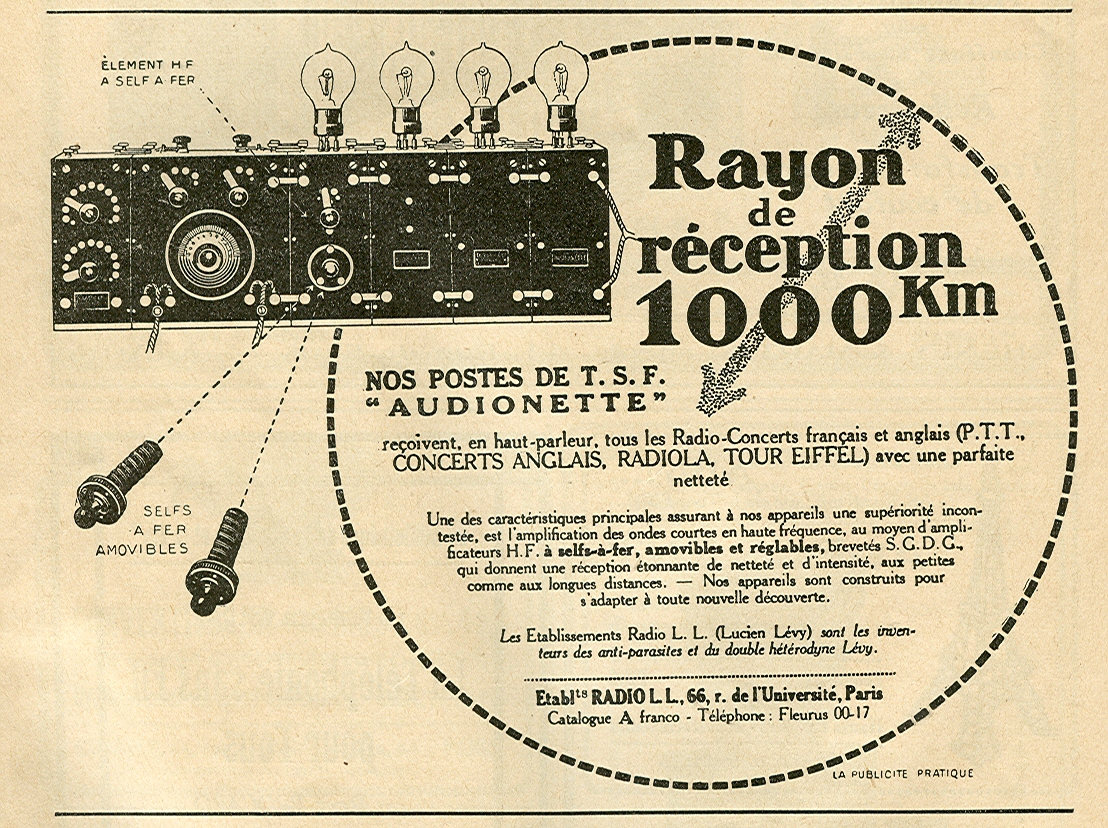 ÉLEMENT H F
A SELF A FER
Rayon
de
réception
1000 Km
NOS POSTES DE T. S. F.
“AUDIONETTE”
reçoivent, en haut-parleur, tous les Radio-Concerts français et anglais (P.T.T.,
CONCERTS ANGLAIS, RADIOLA, TOUR EIFFEL) avec une parfaite
netteté
SELFS
A FER
AMOVIBLES
Une des caractéristiques principales assurant à nos appareils une supériorité incon-
testée, est l'amplification des ondes courtes en haute fréquence, au moyen d'ampli-
ficateurs H.F. à selfs-à-fer, amovibles et réglables, brevetés S.G.D.G.,
qui donnent une réception étonnante de netteté et d'intensité, aux petites
comme aux longues distances. — Nos appareils sont construits pour
s'adapter à toute nouvelle découverte.
Les Etablissements Radio L. L. (Lucien Lévy) sont les inven-
teurs des anti-parasites et du double hétérodyne Lévy.
Etabl.ts RADIO L L., 66, r. de l'Université, Paris
Catalogue A franco - Téléphone : Fleurus 00-17
LA PUBLICITE PRATIQUE